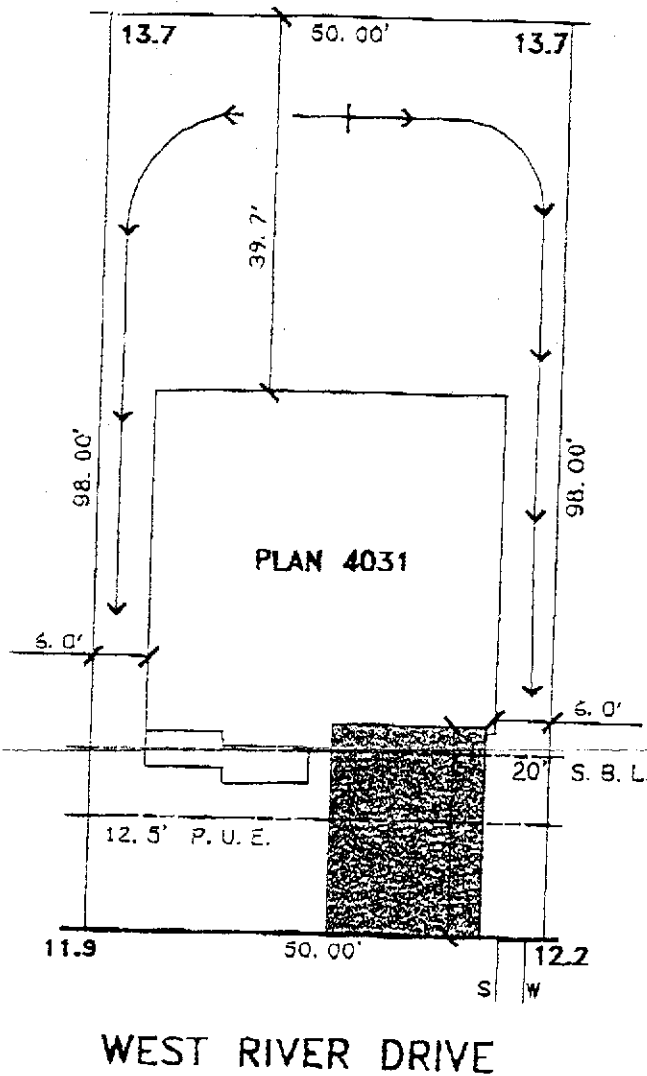 13.7 50.00' 13.7
39.7'
98.00'
98.00'
PLAN 4031
6.0'
6.0'
20' S.B.L.
12.5' P.U.E.
11.9 50.00' 12.2
S W
WEST RIVER DRIVE